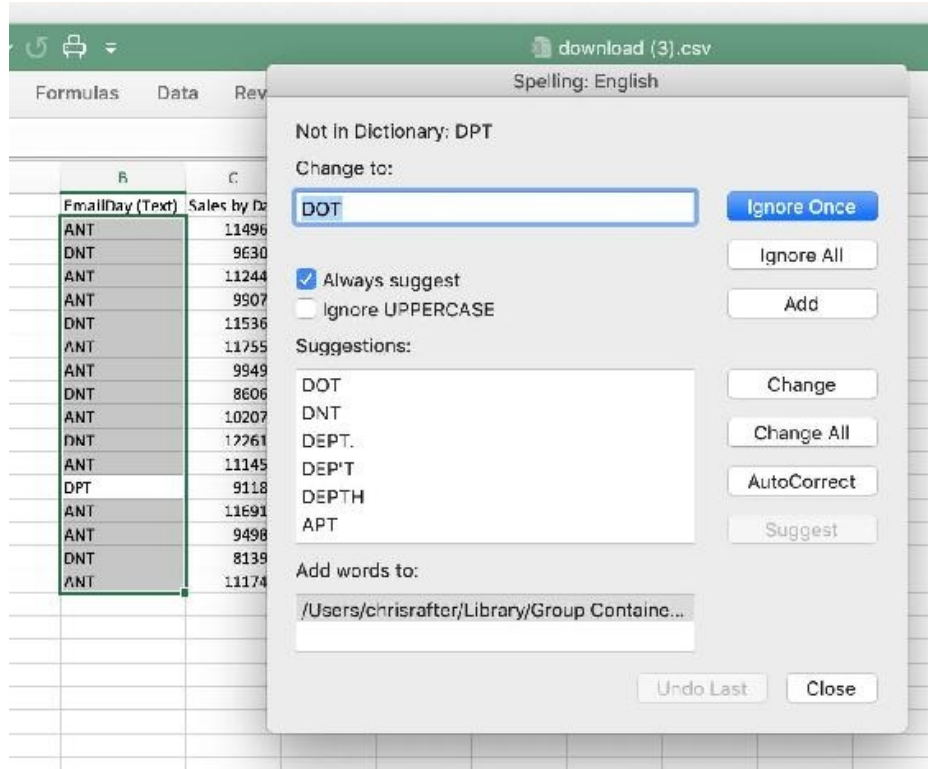 download (3).csv
Formulas Data Rev
Spelling: English
Not in Dictionary: DPT
Change to:
DOT
Ignore Once
Ignore All
Always suggest
Ignore UPPERCASE
Add
Suggestions:
DOT
DNT
DEPT.
DEP'T
DEPTH
APT
Change
Change All
AutoCorrect
Suggest
Add words to:
/Users/chrisrafter/Library/Group Containe...
Undo Last Close
B C
EmailDay (Text) Sales by Da
ANT 11496
DNT 9630
ANT 11244
ANT 9907
DNT 11536
ANT 11755
ANT 9949
DNT 8606
ANT 10207
DNT 12261
ANT 11145
DPT 9118
ANT 11691
ANT 9498
DNT 8139
ANT 11174